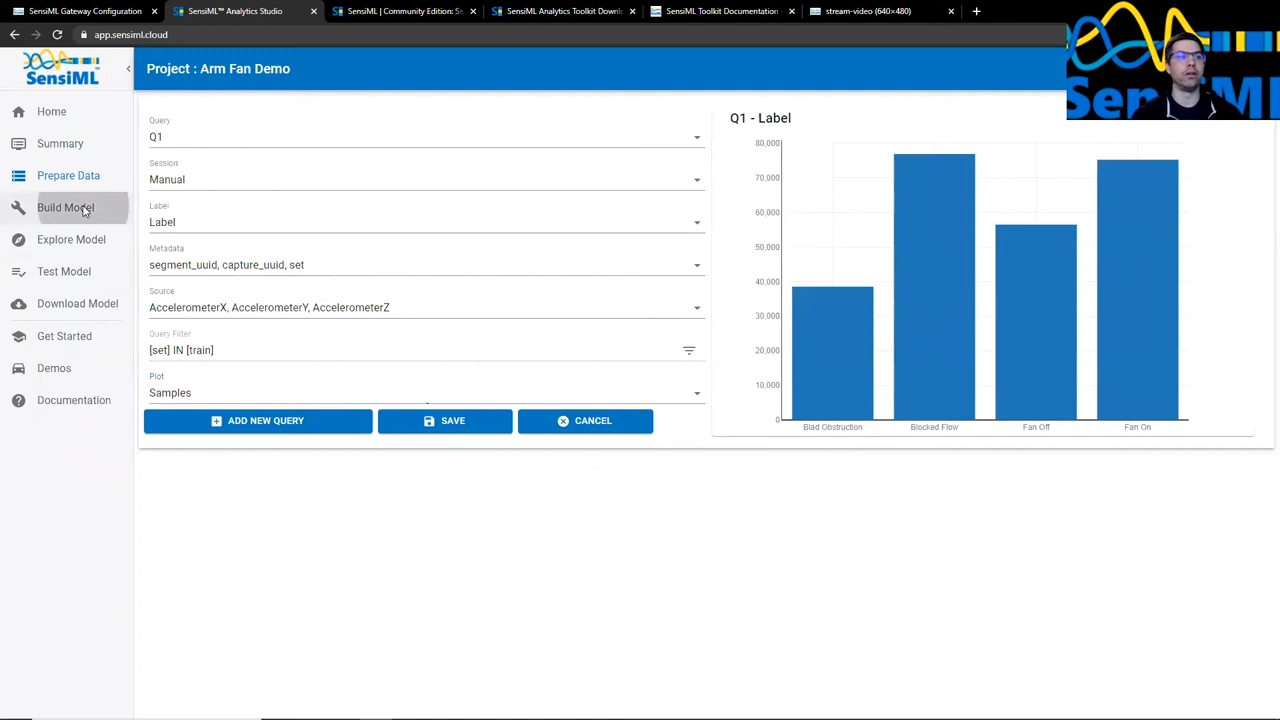 SensiML Gateway Configuration
SensiML™ Analytics Studio
SensiML | Community Edition: Se
SensiML Analytics Toolkit Downl
SensiML Toolkit Documentation -
stream-video (640×480)
app.sensiml.cloud
SensiML
Project : Arm Fan Demo
Home
Summary
Prepare Data
Build Model
Explore Model
Test Model
Download Model
Get Started
Demos
Documentation
Query
Q1
Session
Manual
Label
Label
Metadata
segment_uuid, capture_uuid, set
Source
AccelerometerX, AccelerometerY, AccelerometerZ
Query Filter
[set] IN [train]
Plot
Samples
ADD NEW QUERY
SAVE
CANCEL
Q1 - Label
80,000
70,000
60,000
50,000
40,000
30,000
20,000
10,000
0
Blad Obstruction
Blocked Flow
Fan Off
Fan On